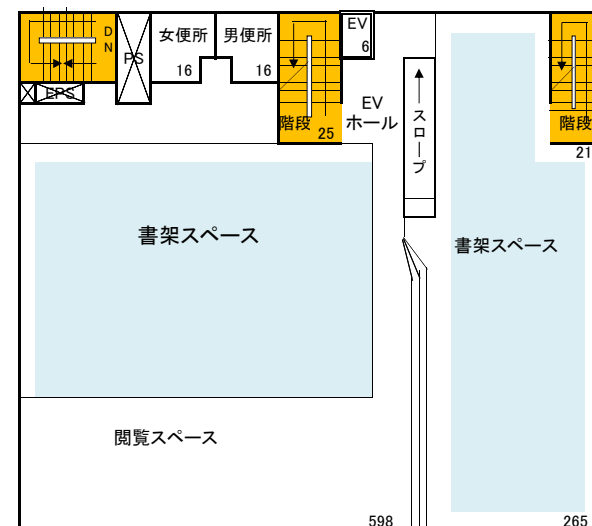 DN
PS
女便所
16
男便所
16
EV
6
EPS
階段
25
EV
ホール
スロープ
階段
21
書架スペース
書架スペース
閲覧スペース
598
265